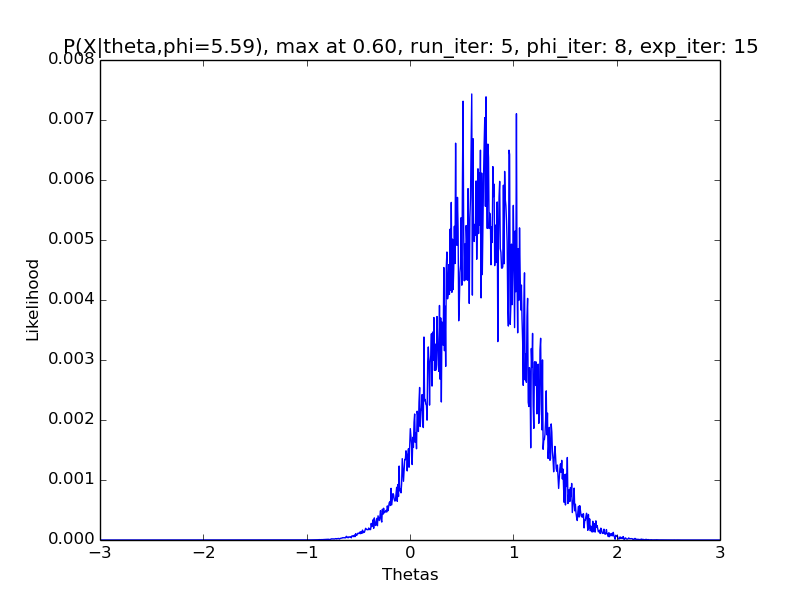 P(X|theta,phi=5.59), max at 0.60, run_iter: 5, phi_iter: 8, exp_iter: 15
0.008
0.007
0.006
0.005
0.004
0.003
0.002
0.001
0.000
Likelihood
−3 −2 −1 0 1 2 3
Thetas